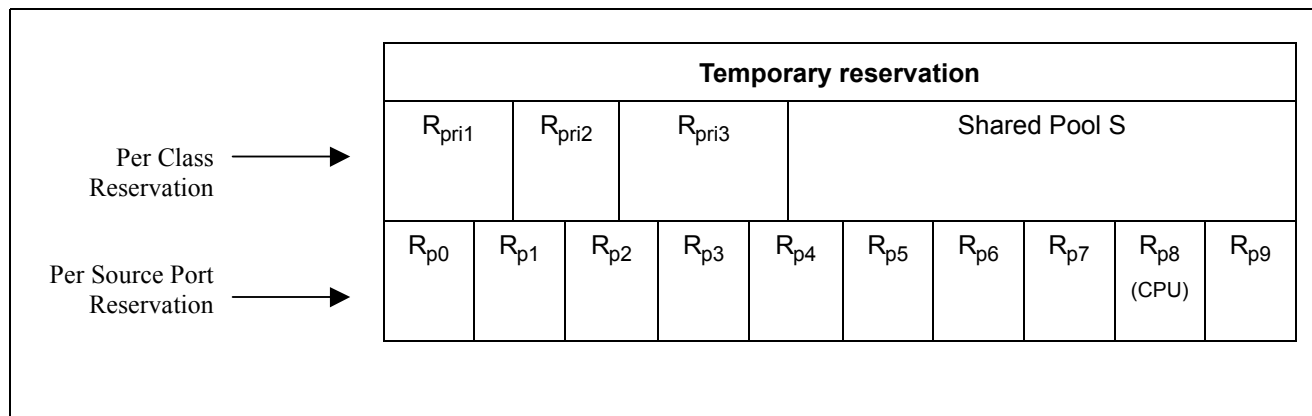 Temporary reservation
Per Class
Reservation
Rpri1 Rpri2 Rpri3 Shared Pool S
Per Source Port
Reservation
Rp0 Rp1 Rp2 Rp3 Rp4 Rp5 Rp6 Rp7 Rp8 Rp9
(CPU)